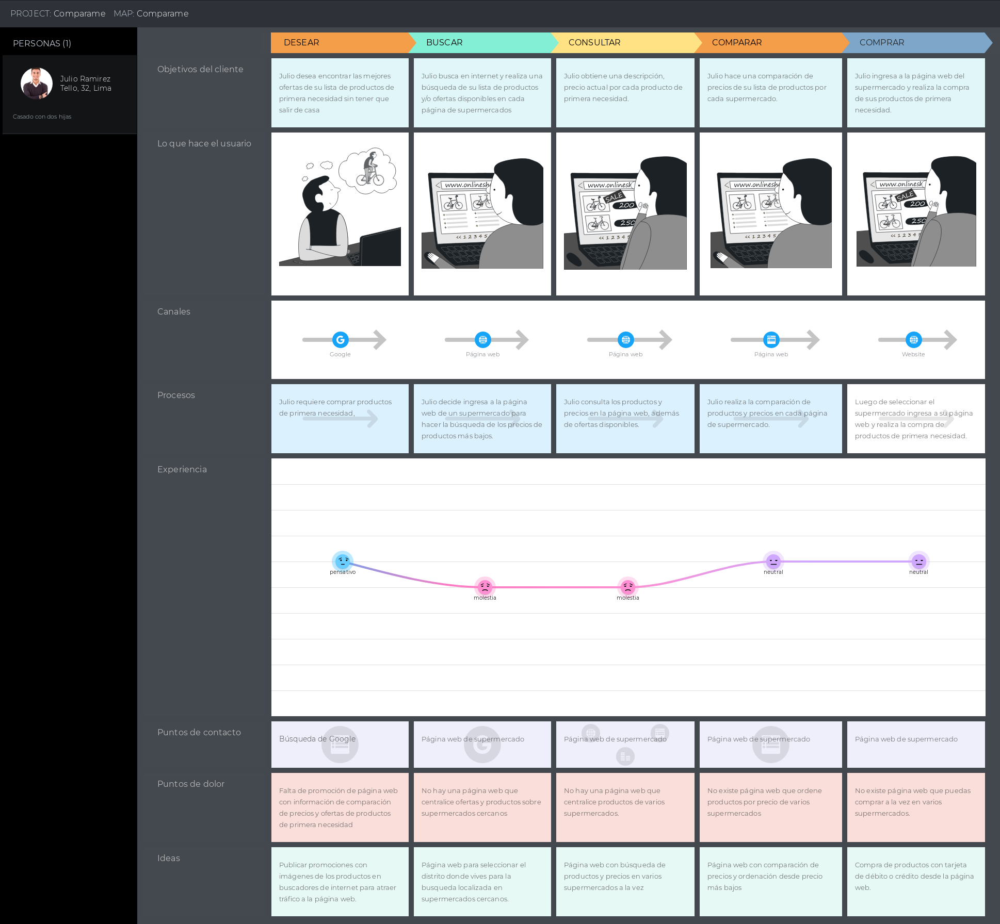 PROJECT: Comparame MAP: Comparame
PERSONAS (1)
Julio Ramirez
Tello, 32, Lima
Casado con dos hijas
DESEAR
BUSCAR
CONSULTAR
COMPARAR
COMPRAR
Objetivos del cliente
Julio desea encontrar las mejores
ofertas de su lista de productos de
primera necesidad sin tener que
salir de casa
Julio busca en internet y realiza una
búsqueda de su lista de productos
y/o ofertas disponibles en cada
página de supermercados
Julio obtiene una descripción,
precio actual por cada producto de
primera necesidad.
Julio hace una comparación de
precios de su lista de productos por
cada supermercado.
Julio ingresa a la página web del
supermercado y realiza la compra
de sus productos de primera
necesidad.
Lo que hace el usuario
www.onlinesh
<< 1 2 3 4 5
www.onlinesh
SALE
200
250
<< 1 2 3 4
www.onlinesh
<< 1 2 3 4 5
www.onlinesh
SALE
200
250
<< 1 2 3 4
Canales
Google
Página web
Página web
Página web
Website
Procesos
Julio requiere comprar productos
de primera necesidad,
Julio decide ingresa a la página
web de un supermercado para
hacer la búsqueda de los precios de
productos más bajos.
Julio consulta los productos y
precios en la página web, además
de ofertas disponibles.
Julio realiza la comparación de
productos y precios en cada página
de supermercado.
Luego de seleccionar el
supermercado ingresa a su página
web y realiza la compra de
productos de primera necesidad.
Experiencia
pensativo
molestia
molestia
neutral
neutral
Puntos de contacto
Búsqueda de Google
Página web de supermercado
Página web de supermercado
Página web de supermercado
Página web de supermercado
Puntos de dolor
Falta de promoción de página web
con información de comparación
de precios y ofertas de productos
de primera necesidad
No hay una página web que
centralice ofertas y productos sobre
supermercados cercanos
No hay una página web que
centralice productos de varios
supermercados.
No existe página web que ordene
productos por precio de varios
supermercados
No existe página web que puedas
comprar a la vez en varios
supermercados.
Ideas
Publicar promociones con
imágenes de los productos en
buscadores de internet para atraer
tráfico a la página web.
Página web para seleccionar el
distrito donde vives para la
busqueda localizada en
supermercados cercanos.
Página web con búsqueda de
productos y precios en varios
supermercados a la vez
Página web con comparación de
precios y ordenación desde precio
más bajos
Compra de productos con tarjeta
de débito o crédito desde la página
web.